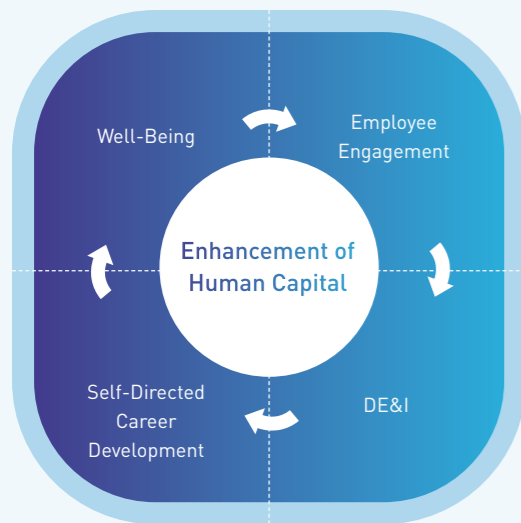 Well-Being
Employee
Engagement
Enhancement of
Human Capital
Self-Directed
Career
Development
DE&I